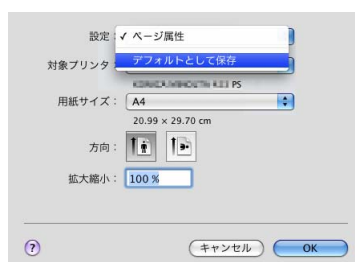 設定： ✓ ページ属性
対象プリンタ： デフォルトとして保存
PS
用紙サイズ： A4
20.99 × 29.70 cm
方向：
拡大縮小： 100 %
? キャンセル OK